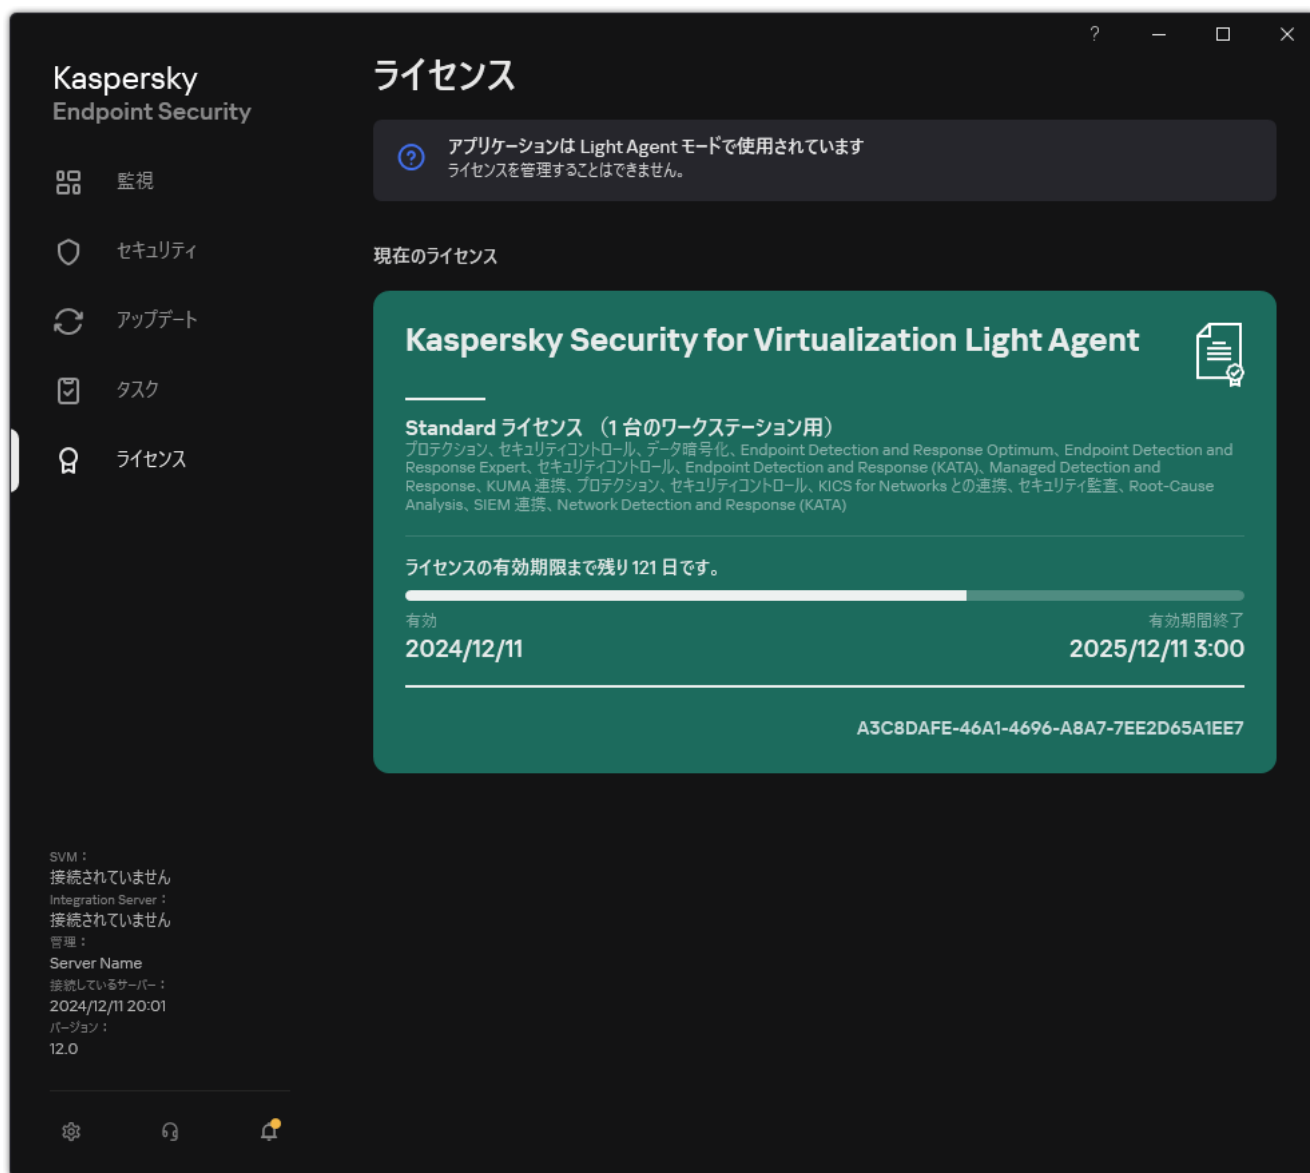 ?
Kaspersky
Endpoint Security
監視
セキュリティ
アップデート
タスク
ライセンス
ライセンス
アプリケーションは Light Agent モードで使用されています
ライセンスを管理することはできません。
現在のライセンス
Kaspersky Security for Virtualization Light Agent
Standard ライセンス （1 台のワークステーション用）
プロテクション、セキュリティコントロール、データ暗号化、Endpoint Detection and Response Optimum、Endpoint Detection and
Response Expert、セキュリティコントロール、Endpoint Detection and Response (KATA)、Managed Detection and
Response、KUMA 連携、プロテクション、セキュリティコントロール、KICS for Networks との連携、セキュリティ監査、Root-Cause
Analysis、SIEM 連携、Network Detection and Response (KATA)
ライセンスの有効期限まで残り 121 日です。
有効
2024/12/11
有効期間終了
2025/12/11 3:00
A3C8DAFE-46A1-4696-A8A7-7EE2D65A1EE7
SVM：
接続されていません
Integration Server：
接続されていません
管理：
Server Name
接続しているサーバー：
2024/12/11 20:01
バージョン：
12.0